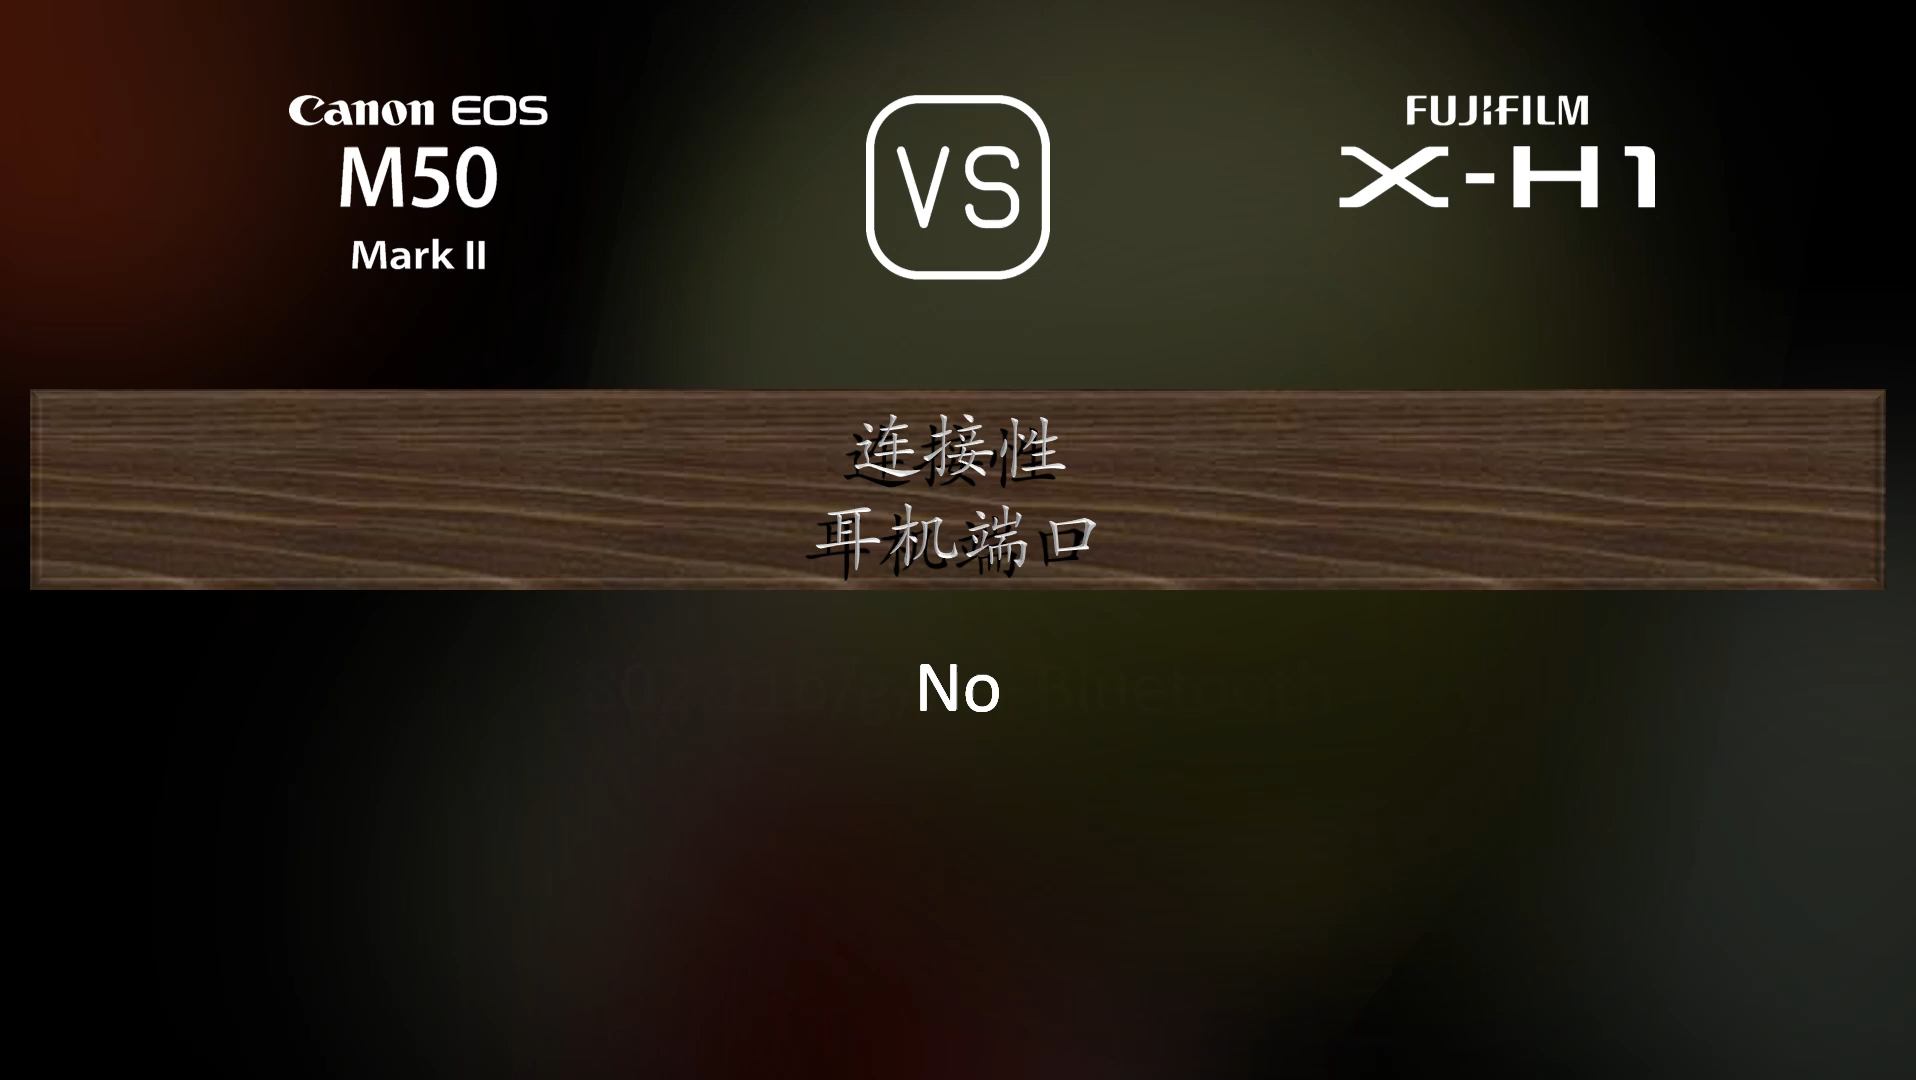 Canon EOS
M50
Mark II
VS
FUJIFILM
X-H1
连接性
耳机端口
No